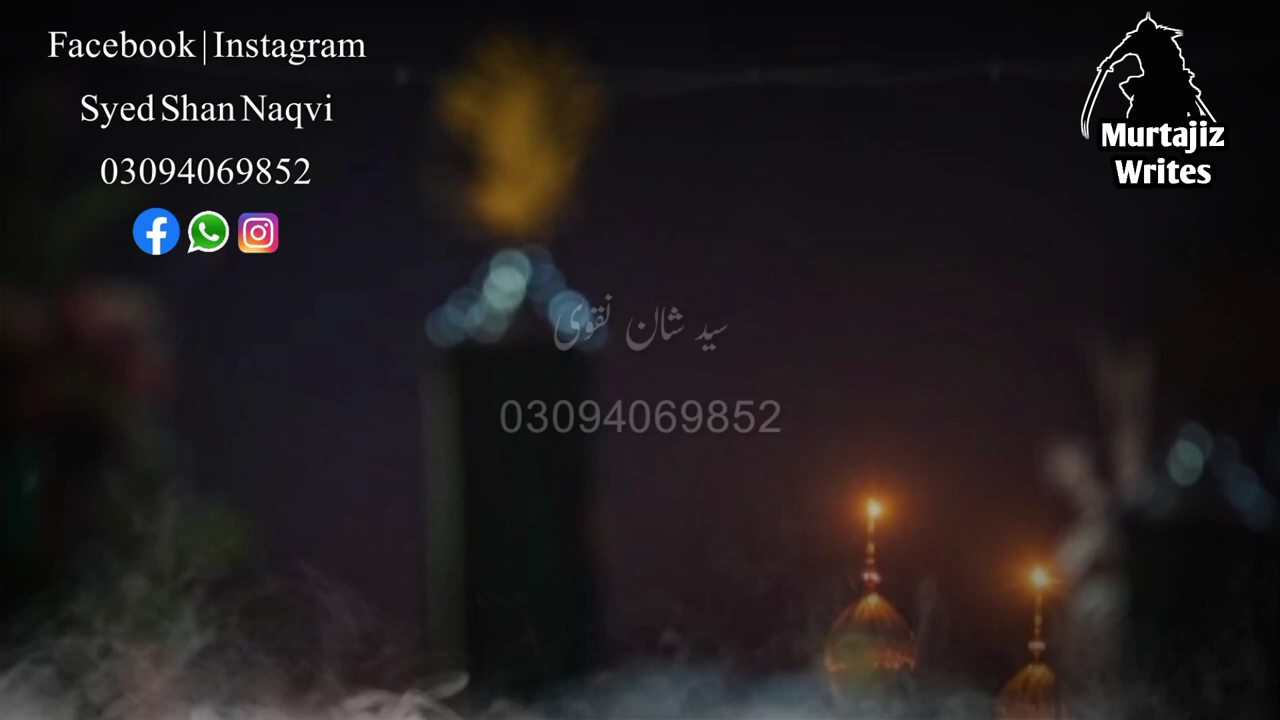 Facebook | Instagram
Syed Shan Naqvi
03094069852
Murtajiz
Writes
سید شان نقوی
03094069852